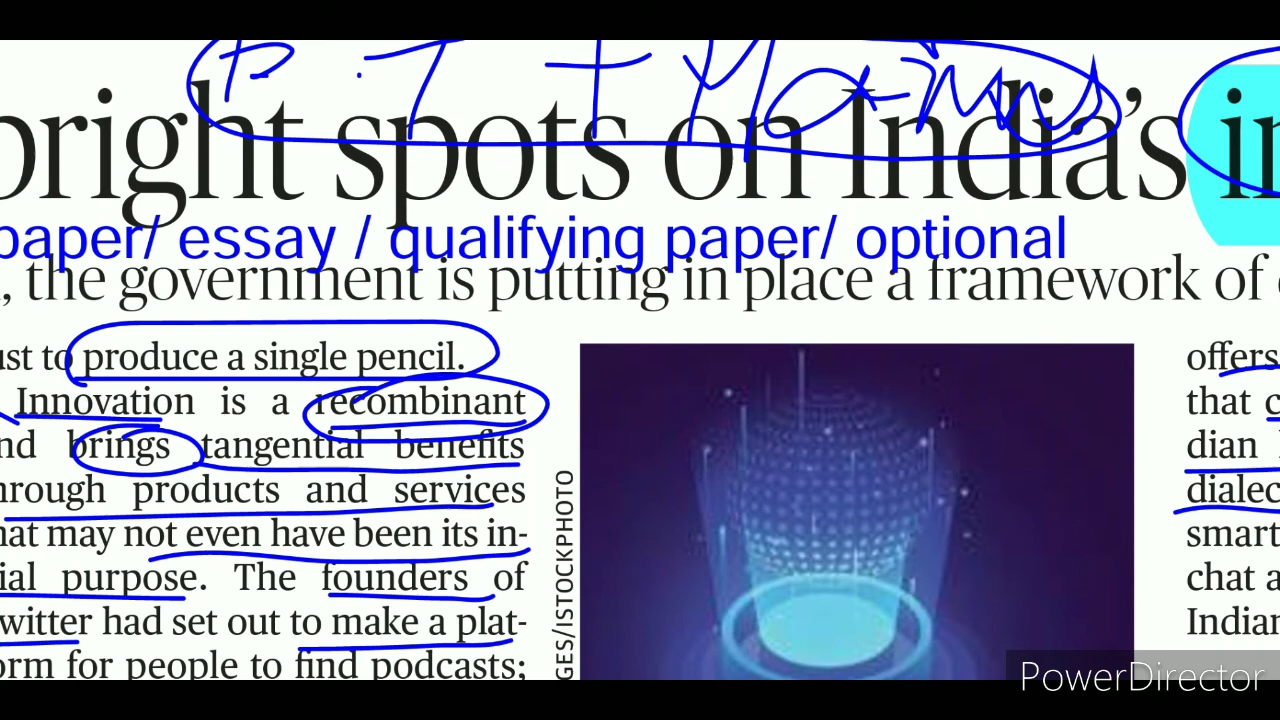 P.T + Mains
bright spots on India's in
paper/ essay / qualifying paper/ optional
, the government is putting in place a framework of
ust to produce a single pencil.
Innovation is a recombinant
nd brings tangential benefits
hrough products and services
hat may not even have been its in-
ial purpose. The founders of
witter had set out to make a plat-
orm for people to find podcasts;
GES/ISTOCKPHOTO
offers
that c
dian
dialec
smart
chat a
Indian
PowerDirector